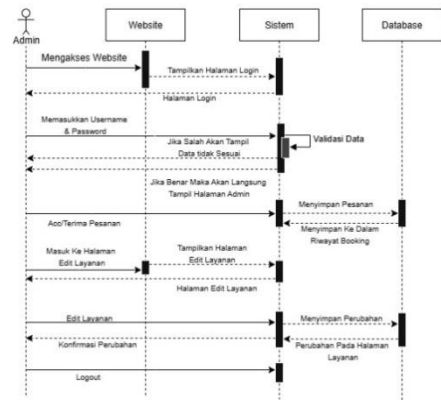 Website
Sistem
Database
Admin
Mengakses Website
Tampilkan Halaman Login
Halaman Login
Memasukkan Username
& Password
Validasi Data
Jika Salah Akan Tampil
Data tidak Sesuai
Jika Benar Maka Akan Langsung
Tampil Halaman Admin
Menyimpan Pesanan
Acc/Terima Pesanan
Menyimpan Ke Dalam
Riwayat Booking
Masuk Ke Halaman
Edit Layanan
Tampilkan Halaman
Edit Layanan
Halaman Edit Layanan
Edit Layanan
Menyimpan Perubahan
Konfirmasi Perubahan
Perubahan Pada Halaman
Layanan
Logout